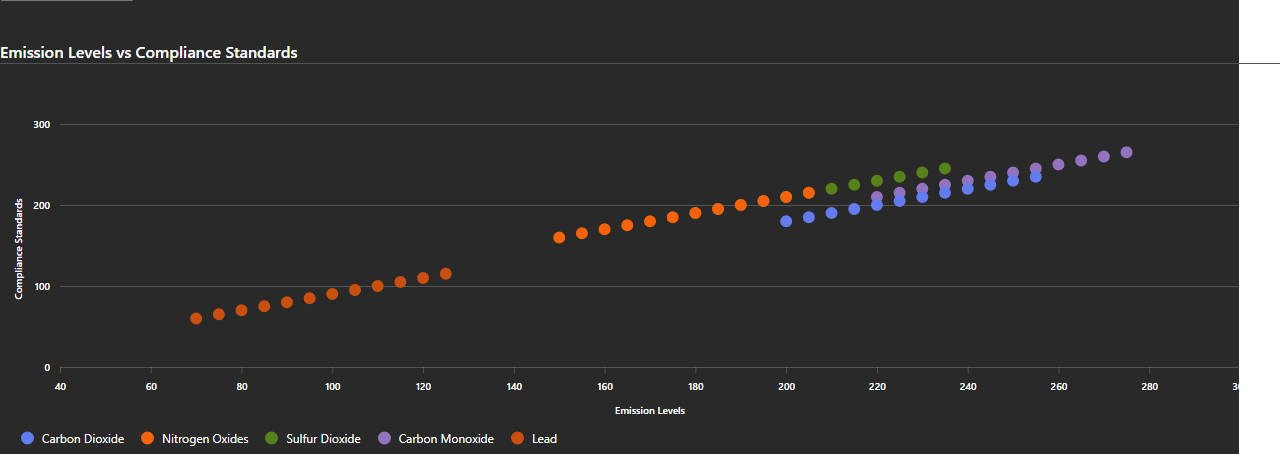 Emission Levels vs Compliance Standards
300
200
100
0
Compliance Standards
40 60 80 100 120 140 160 180 200 220 240 260 280
Emission Levels
Carbon Dioxide Nitrogen Oxides Sulfur Dioxide Carbon Monoxide Lead